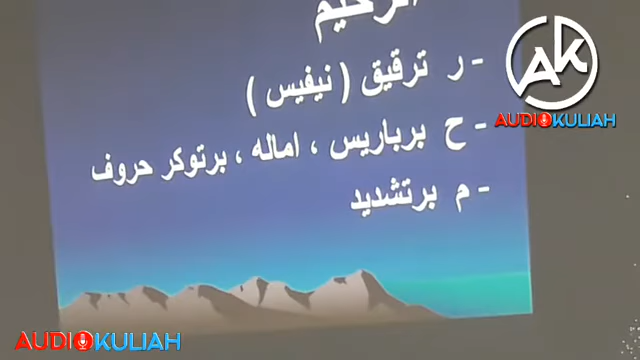 الرحيم
- ر ترقيق ( نيفيس )
- ح برباريس ، اماله ، برتوكر حروف
- م برتشديد
AK
AUDIOKULIAH
AUDIOKULIAH